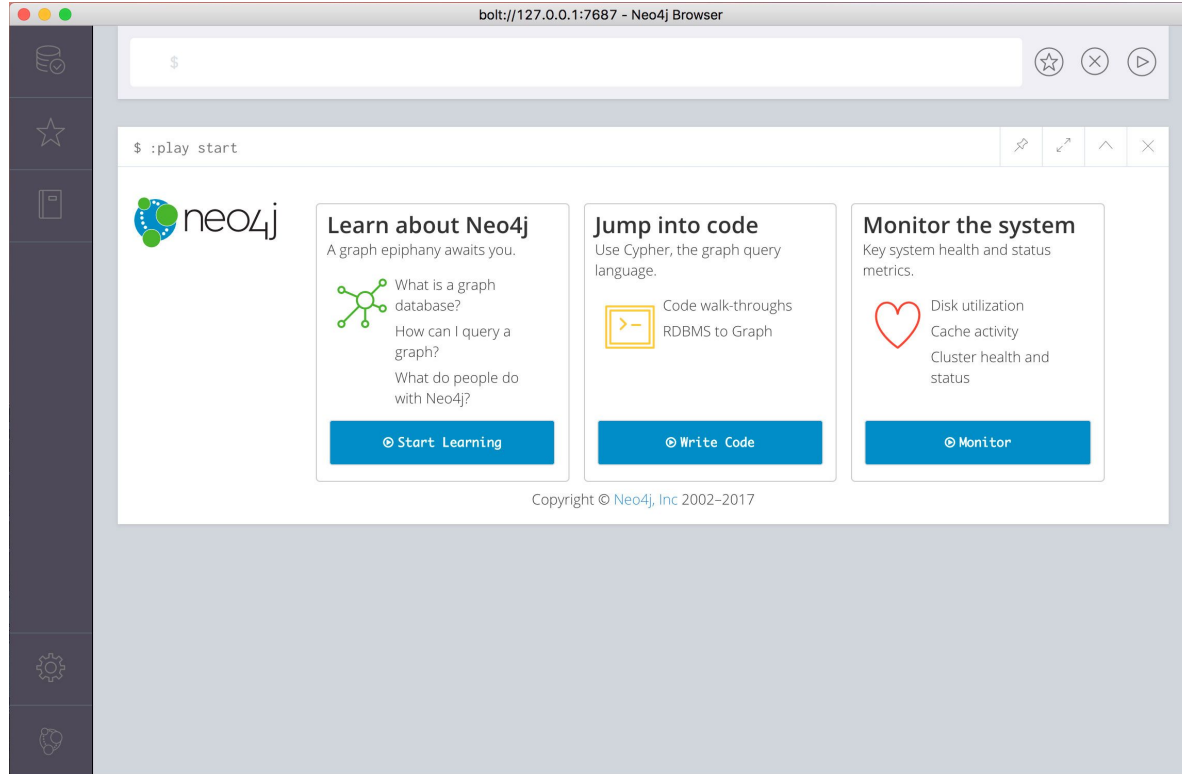 bolt://127.0.0.1:7687 - Neo4j Browser
$
$ :play start
neo4j
Learn about Neo4j
A graph epiphany awaits you.
What is a graph
database?
How can I query a
graph?
What do people do
with Neo4j?
Start Learning
Jump into code
Use Cypher, the graph query
language.
Code walk-throughs
RDBMS to Graph
Write Code
Monitor the system
Key system health and status
metrics.
Disk utilization
Cache activity
Cluster health and
status
Monitor
Copyright © Neo4j, Inc 2002–2017